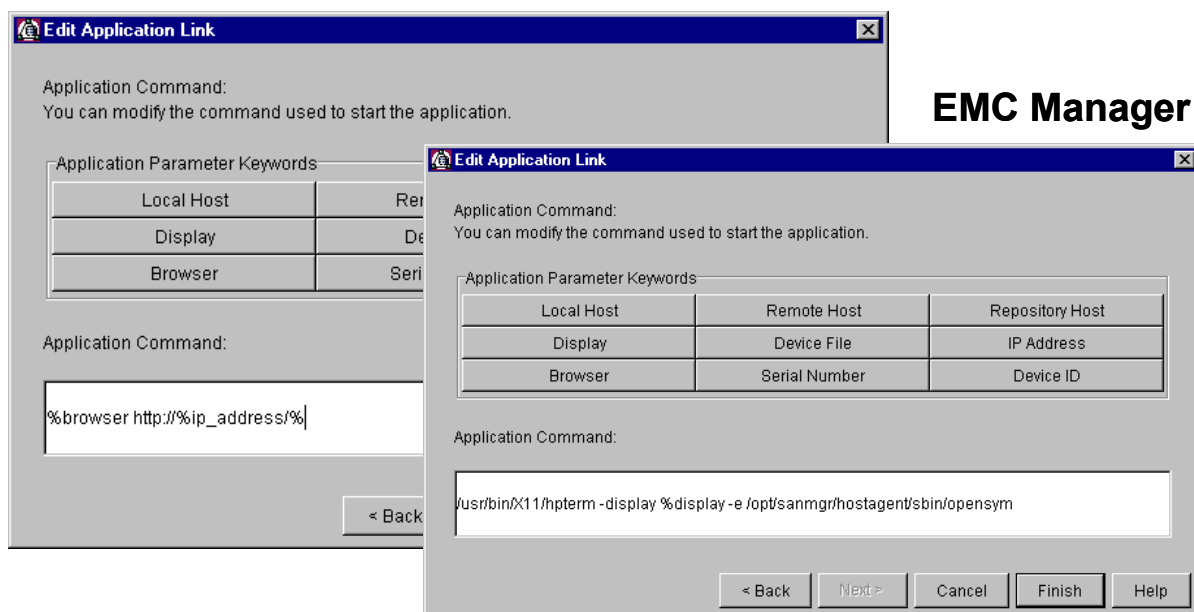 Edit Application Link
Application Command:
You can modify the command used to start the application.
Application Parameter Keywords
Local Host
Display
Browser
Application Command:
%browser http://%ip_address/%
< Back
EMC Manager
Edit Application Link
Application Command:
You can modify the command used to start the application.
Application Parameter Keywords
Local Host Remote Host Repository Host
Display Device File IP Address
Browser Serial Number Device ID
Application Command:
/usr/bin/X11/hpterm -display %display -e /opt/sanmgr/hostagent/sbin/opensym
< Back Next > Cancel Finish Help